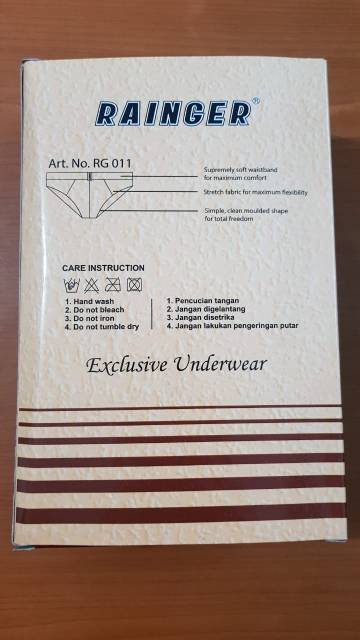 RAINGER®
Art. No. RG 011
Supremely soft waistband
for maximum comfort
Stretch fabric for maximum flexibility
Simple, clean moulded shape
for total freedom
CARE INSTRUCTION
1. Hand wash
2. Do not bleach
3. Do not iron
4. Do not tumble dry
1. Pencucian tangan
2. Jangan digelantang
3. Jangan disetrika
4. Jangan lakukan pengeringan putar
Exclusive Underwear